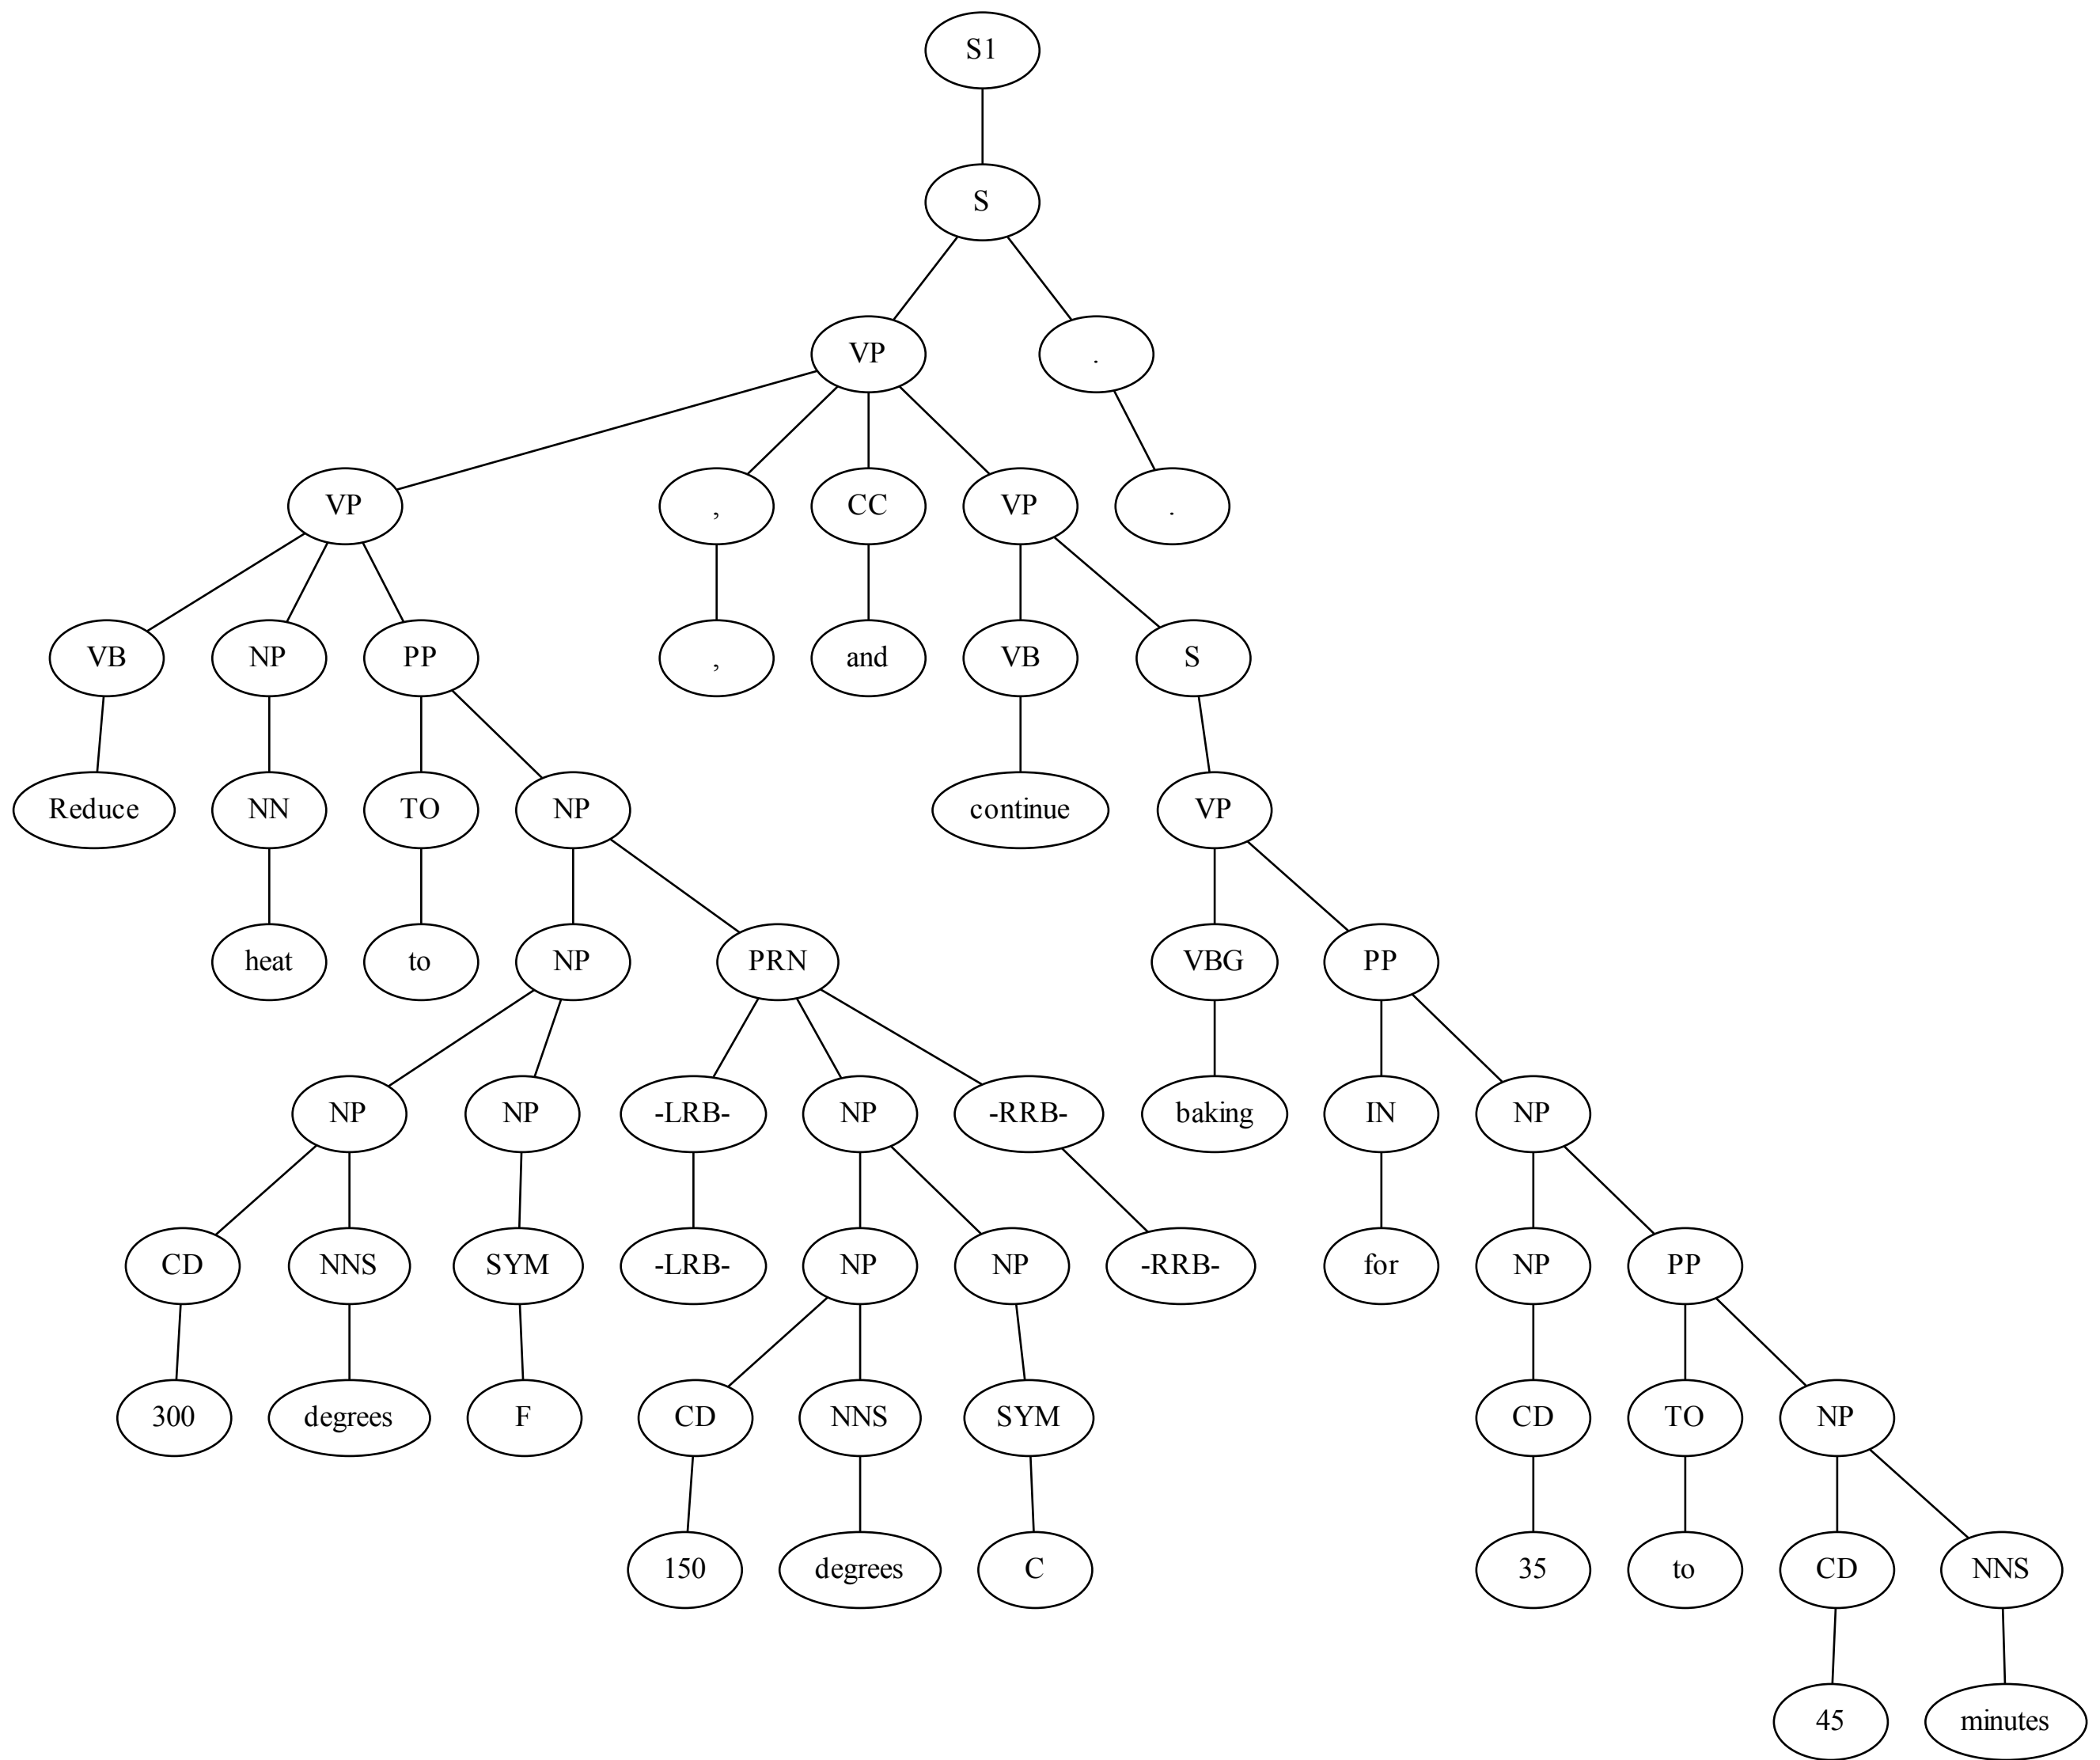 S1
S
VP .
VP , CC VP .
VB NP PP , and VB S
Reduce NN TO NP continue VP
heat to NP PRN VBG PP
NP NP -LRB- NP -RRB- baking IN NP
CD NNS SYM -LRB- NP NP -RRB- for NP PP
300 degrees F CD NNS SYM CD TO NP
150 degrees C 35 to CD NNS
45 minutes